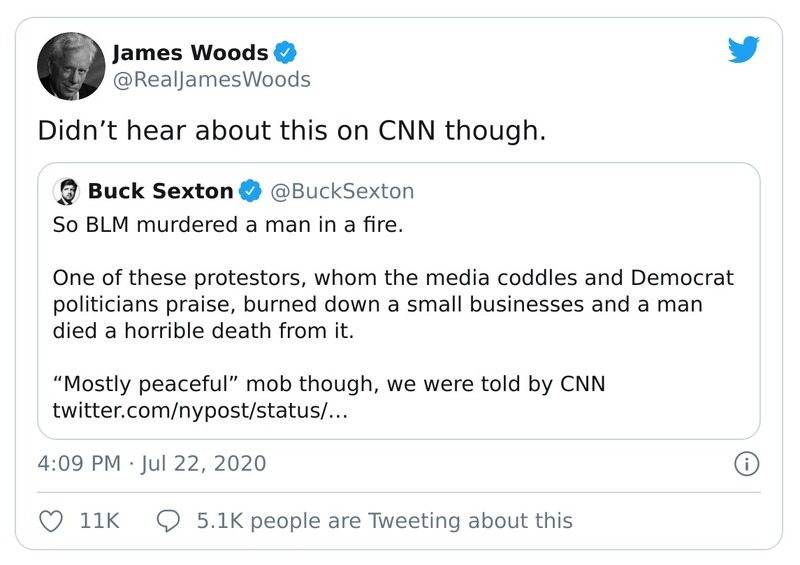 James Woods
@RealJamesWoods
Didn’t hear about this on CNN though.
Buck Sexton @BuckSexton
So BLM murdered a man in a fire.
One of these protestors, whom the media coddles and Democrat
politicians praise, burned down a small businesses and a man
died a horrible death from it.
“Mostly peaceful” mob though, we were told by CNN
twitter.com/nypost/status/…
4:09 PM · Jul 22, 2020
11K 5.1K people are Tweeting about this